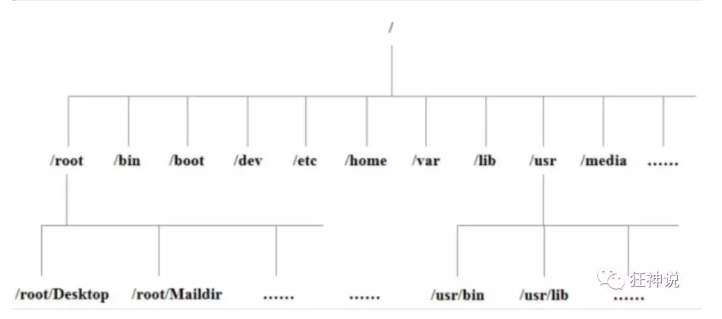 /
/root /bin /boot /dev /etc /home /var /lib /usr /media ……
/root/Desktop /root/Maildir …… …… /usr/bin /usr/lib ……
狂神说